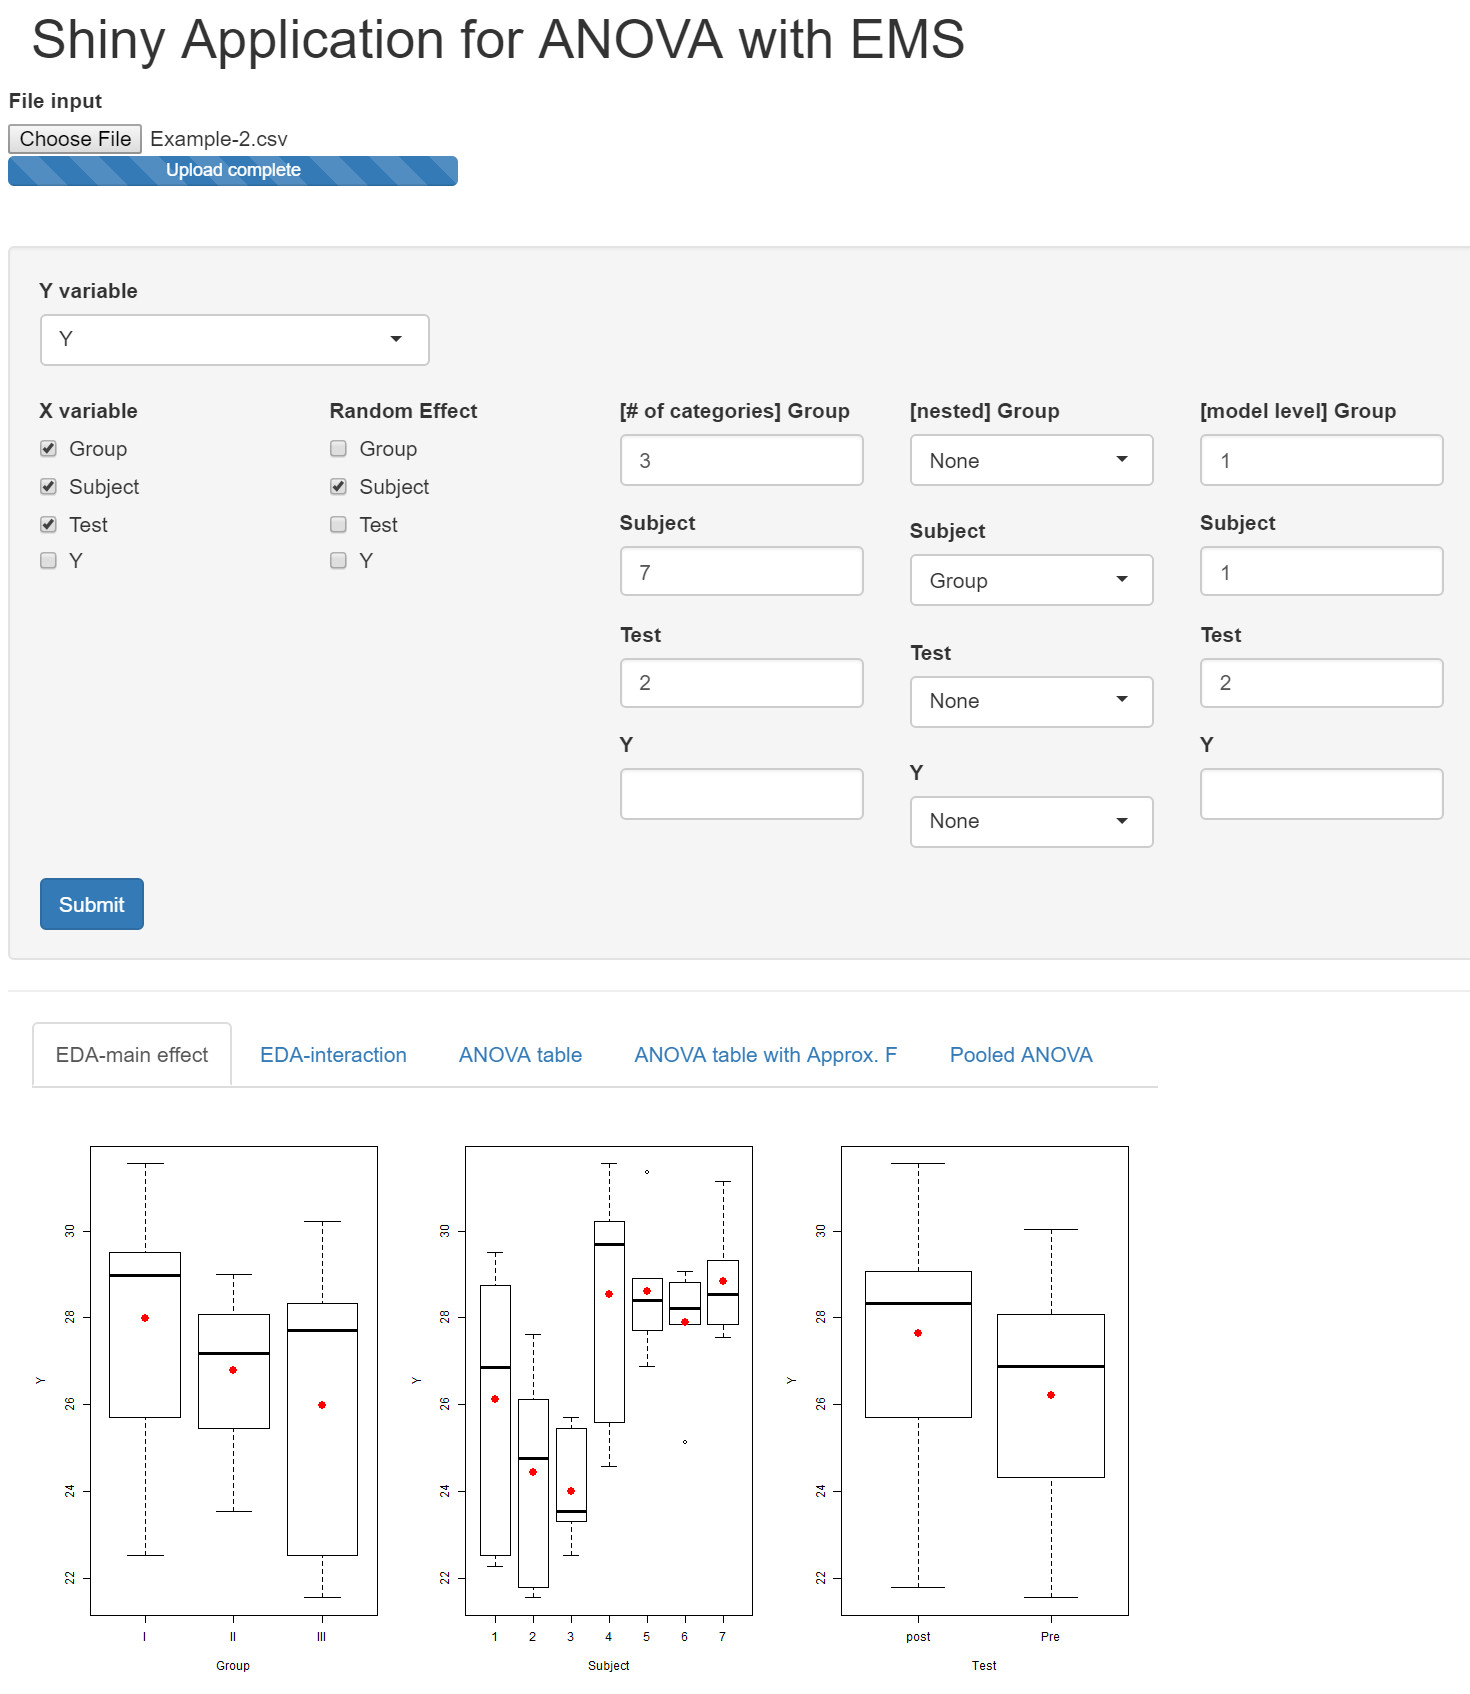 Shiny Application for ANOVA with EMS
File input
Choose File Example-2.csv
Upload complete
Y variable
Y
X variable
Group
Subject
Test
Y
Random Effect
Group
Subject
Test
Y
[# of categories] Group
3
Subject
7
Test
2
Y
[nested] Group
None
Subject
Group
Test
None
Y
None
[model level] Group
1
Subject
1
Test
2
Y
Submit
EDA-main effect EDA-interaction ANOVA table ANOVA table with Approx. F Pooled ANOVA
Y
30
28
26
24
22
I II III
Group
Y
30
28
26
24
22
1 2 3 4 5 6 7
Subject
Y
30
28
26
24
22
post Pre
Test